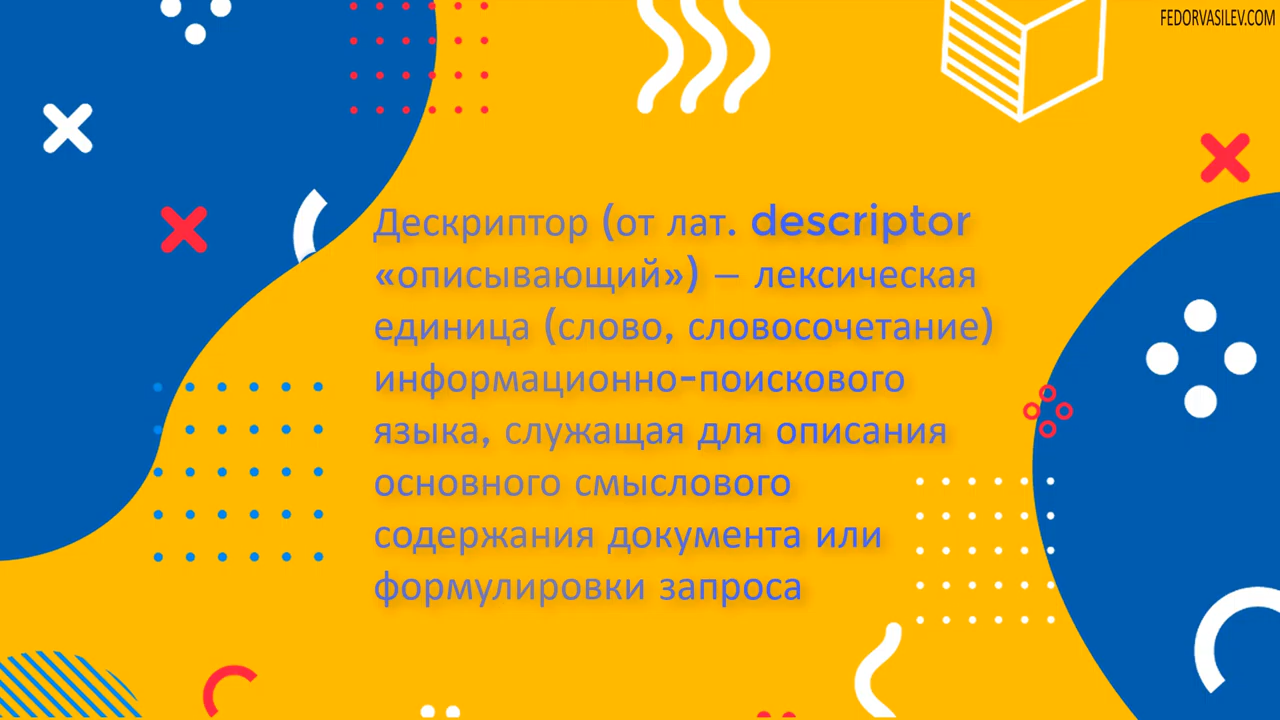 FEDORVASILEV.COM
Дескриптор (от лат. descriptor
«описывающий») – лексическая
единица (слово, словосочетание)
информационно-поискового
языка, служащая для описания
основного смыслового
содержания документа или
формулировки запроса